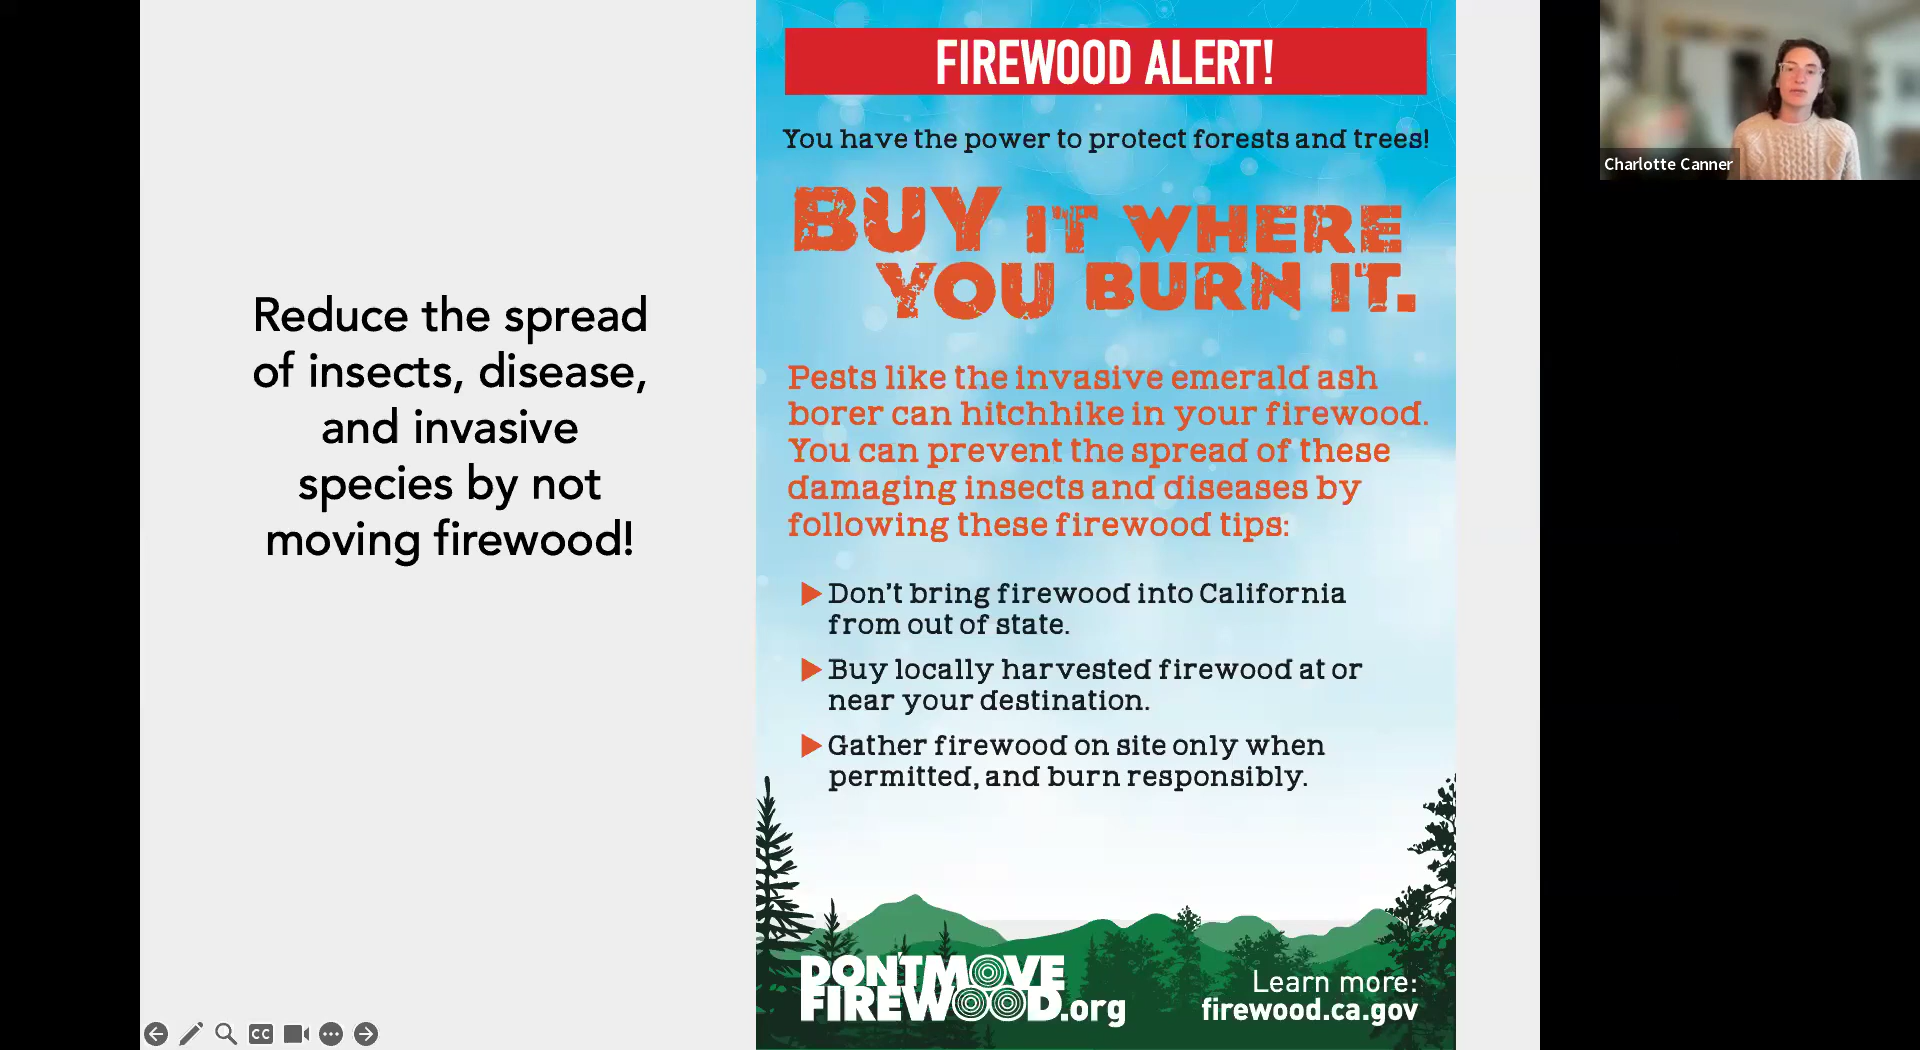 Reduce the spread
of insects, disease,
and invasive
species by not
moving firewood!
FIREWOOD ALERT!
You have the power to protect forests and trees!
BUY IT WHERE
YOU BURN IT.
Pests like the invasive emerald ash
borer can hitchhike in your firewood.
You can prevent the spread of these
damaging insects and diseases by
following these firewood tips:
Don't bring firewood into California
from out of state.
Buy locally harvested firewood at or
near your destination.
Gather firewood on site only when
permitted, and burn responsibly.
DON'T MOVE
FIREWOOD.org
Learn more:
firewood.ca.gov
Charlotte Canner
CC